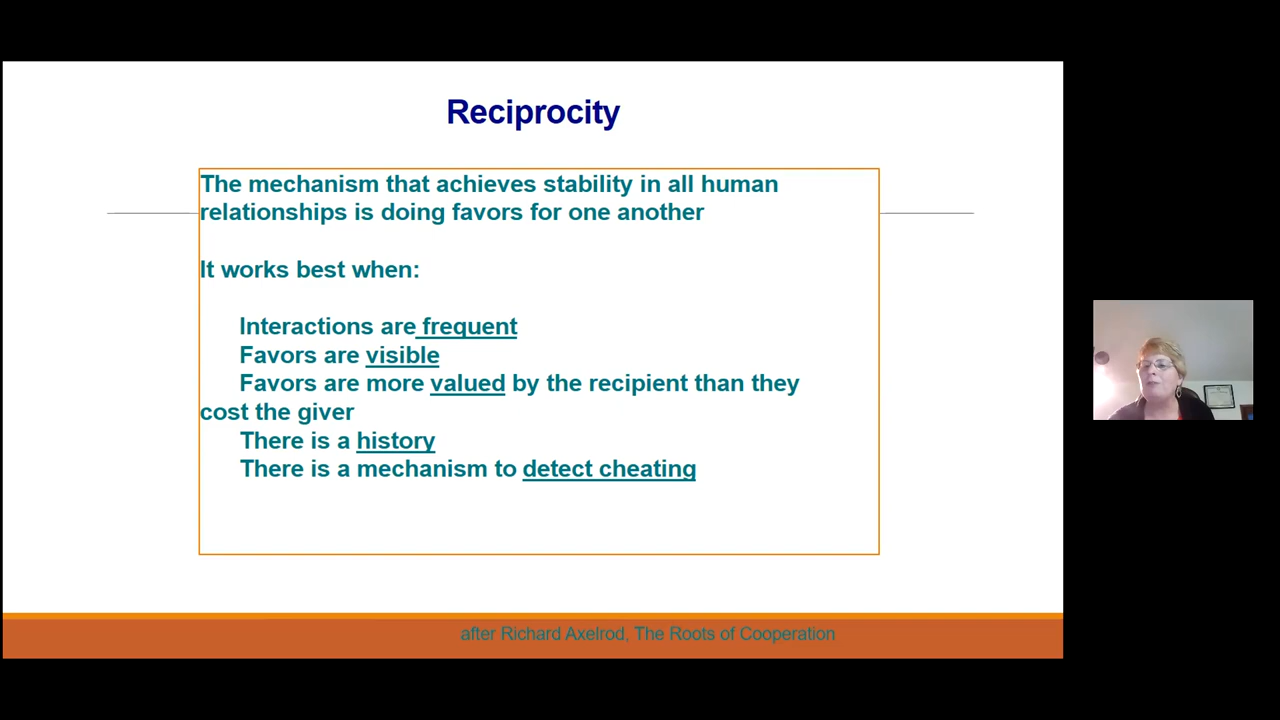 Reciprocity
The mechanism that achieves stability in all human
relationships is doing favors for one another
It works best when:
Interactions are frequent
Favors are visible
Favors are more valued by the recipient than they
cost the giver
There is a history
There is a mechanism to detect cheating
after Richard Axelrod, The Roots of Cooperation